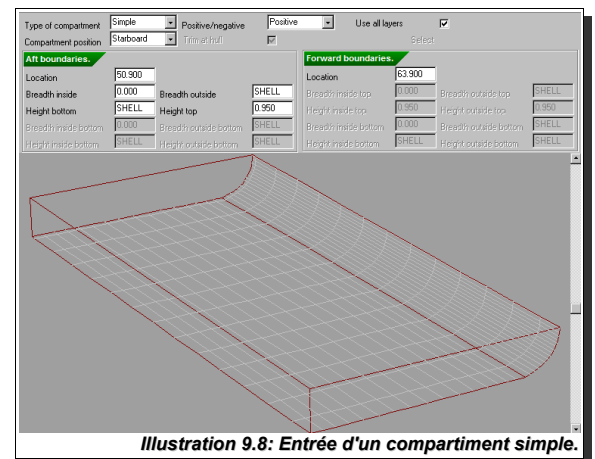 Type of compartment Simple Positive/negative Positive Use all layers
Compartment position Starboard Trim at hull Select
Aft boundaries. Forward boundaries.
Location 50.900 Location 63.900
Breadth inside 0.000 Breadth outside SHELL Breadth inside top 0.000 Breadth outside top SHELL
Height bottom SHELL Height top 0.950 Height inside top 0.950 Height outside top 0.950
Breadth inside bottom 0.000 Breadth outside bottom SHELL Breadth inside bottom 0.000 Breadth outside bottom SHELL
Height inside bottom SHELL Height outside bottom SHELL Height inside bottom SHELL Height outside bottom SHELL
Illustration 9.8: Entrée d'un compartiment simple.